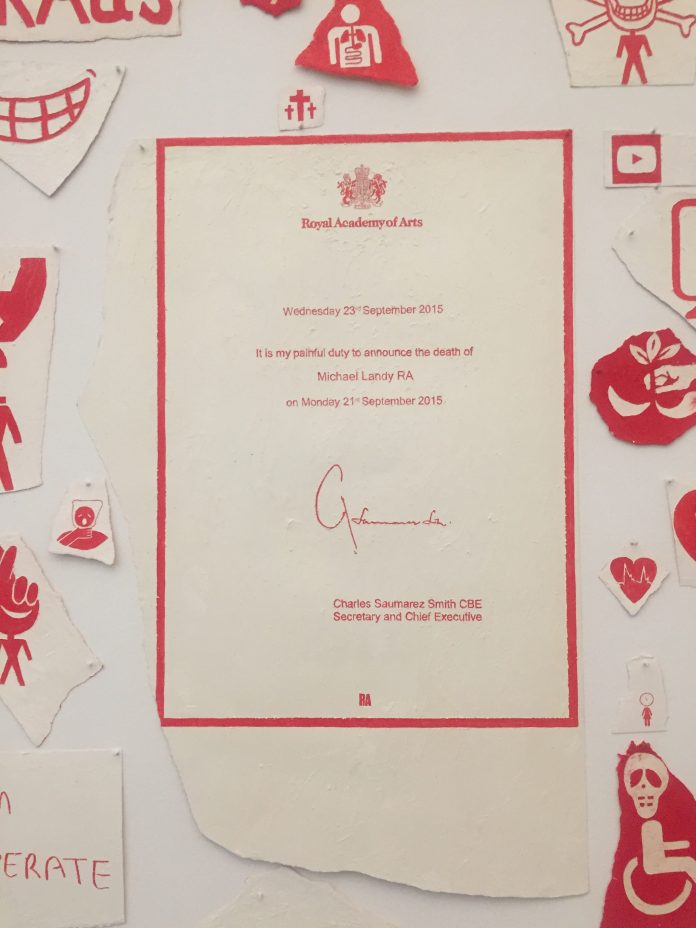 RAUS
Royal Academy of Arts
Wednesday 23rd September 2015
It is my painful duty to announce the death of
Michael Landy RA
on Monday 21st September 2015
Charles Saumarez Smith CBE
Secretary and Chief Executive
RA
ERATE